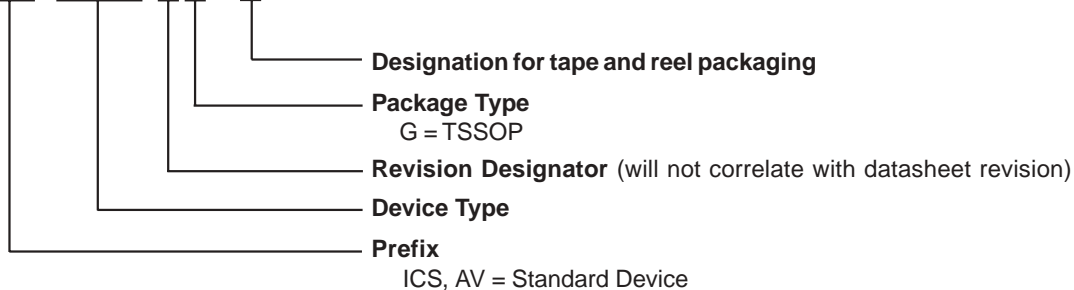 Designation for tape and reel packaging
Package Type
G = TSSOP
Revision Designator (will not correlate with datasheet revision)
Device Type
Prefix
ICS, AV = Standard Device